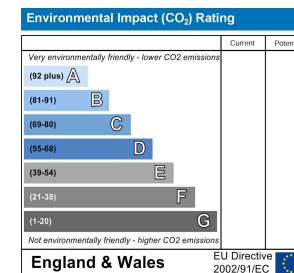 Environmental Impact (CO₂) Rating
Current Poten
Very environmentally friendly - lower CO2 emissions
(92 plus) A
(81-91) B
(69-80) C
(55-68) D
(39-54) E
(21-38) F
(1-20) G
Not environmentally friendly - higher CO2 emissions
England & Wales
EU Directive
2002/91/EC